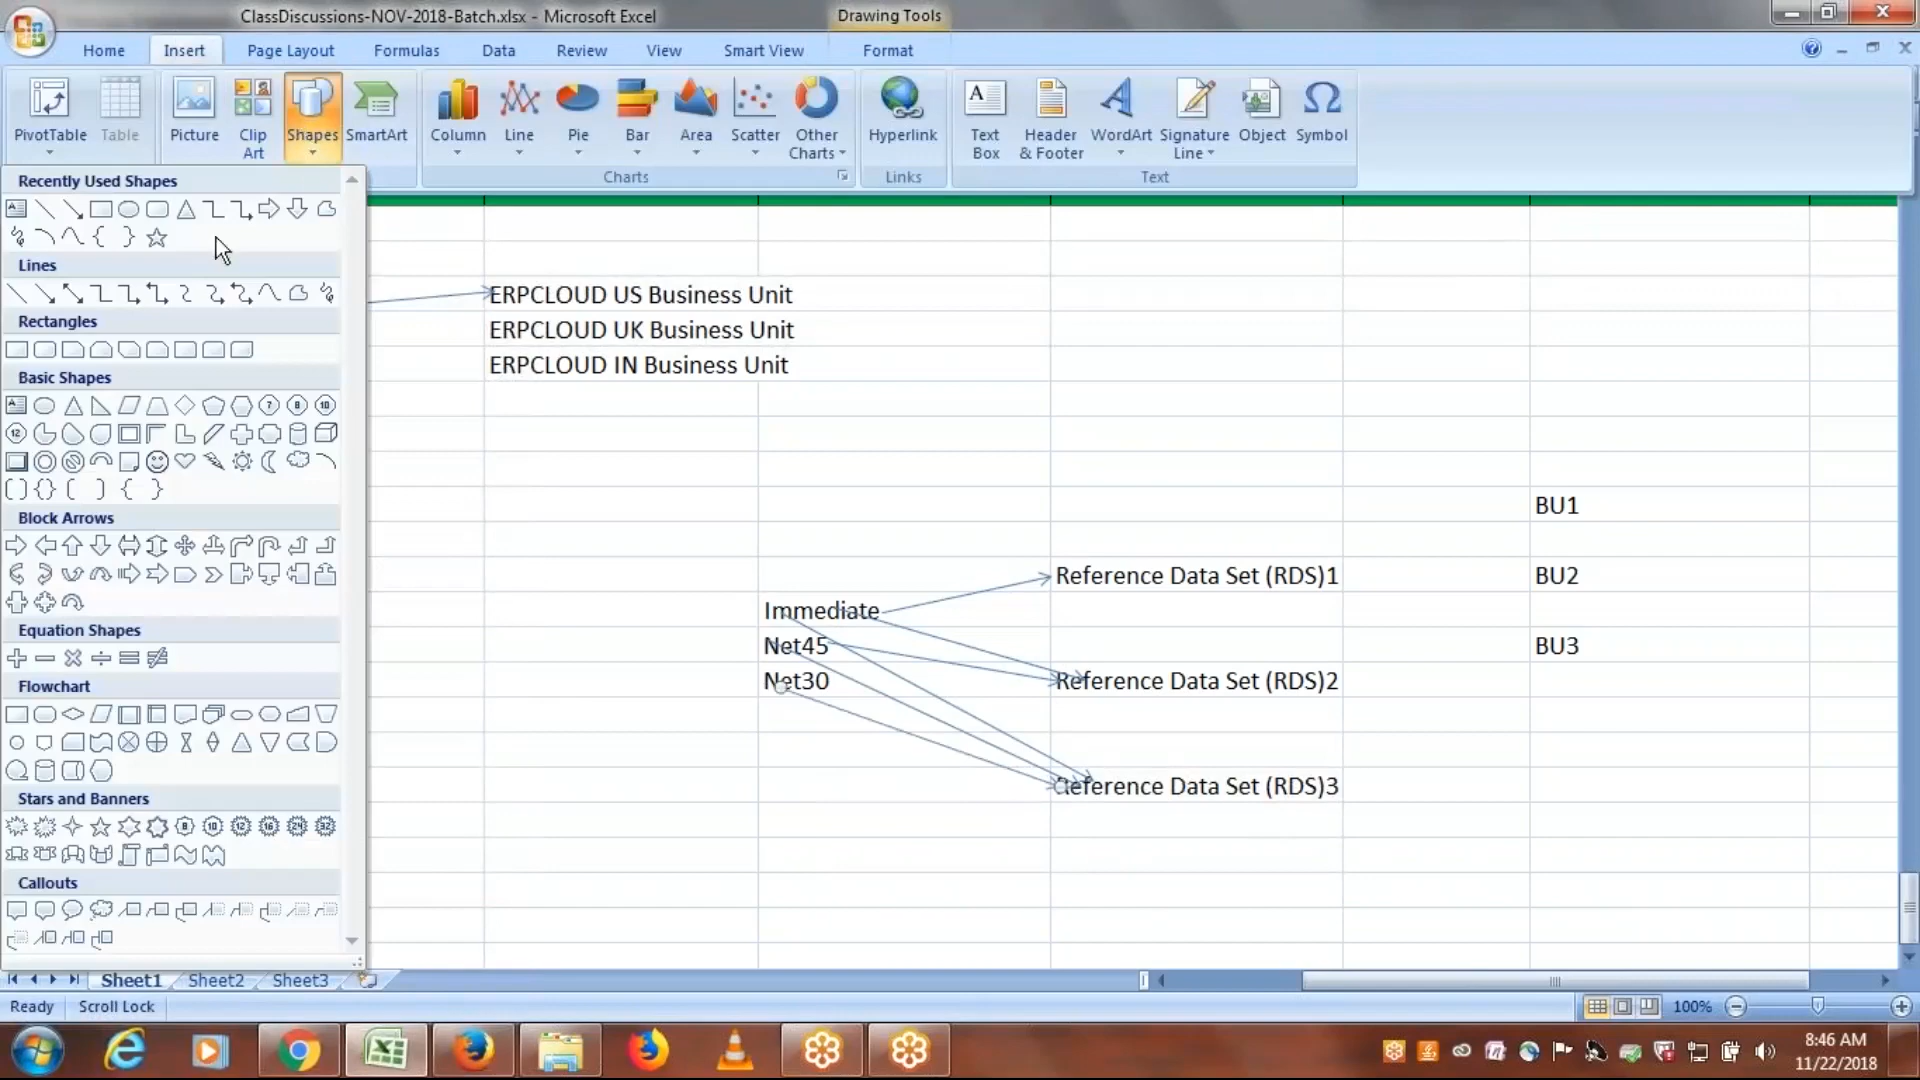 ClassDiscussions-NOV-2018-Batch.xlsx - Microsoft Excel
Drawing Tools
Home Insert Page Layout Formulas Data Review View Smart View Format
PivotTable Table Picture Clip Art Shapes SmartArt Column Line Pie Bar Area Scatter Other Charts Hyperlink Text Box Header & Footer WordArt Signature Line Object Symbol
Charts Links Text
Recently Used Shapes
Lines
Rectangles
Basic Shapes
Block Arrows
Equation Shapes
Flowchart
Stars and Banners
Callouts
ERPCLOUD US Business Unit
ERPCLOUD UK Business Unit
ERPCLOUD IN Business Unit
BU1
Reference Data Set (RDS)1 BU2
Immediate
Net45 BU3
Net30 Reference Data Set (RDS)2
Reference Data Set (RDS)3
Sheet1 Sheet2 Sheet3
Ready Scroll Lock 100%
8:46 AM
11/22/2018